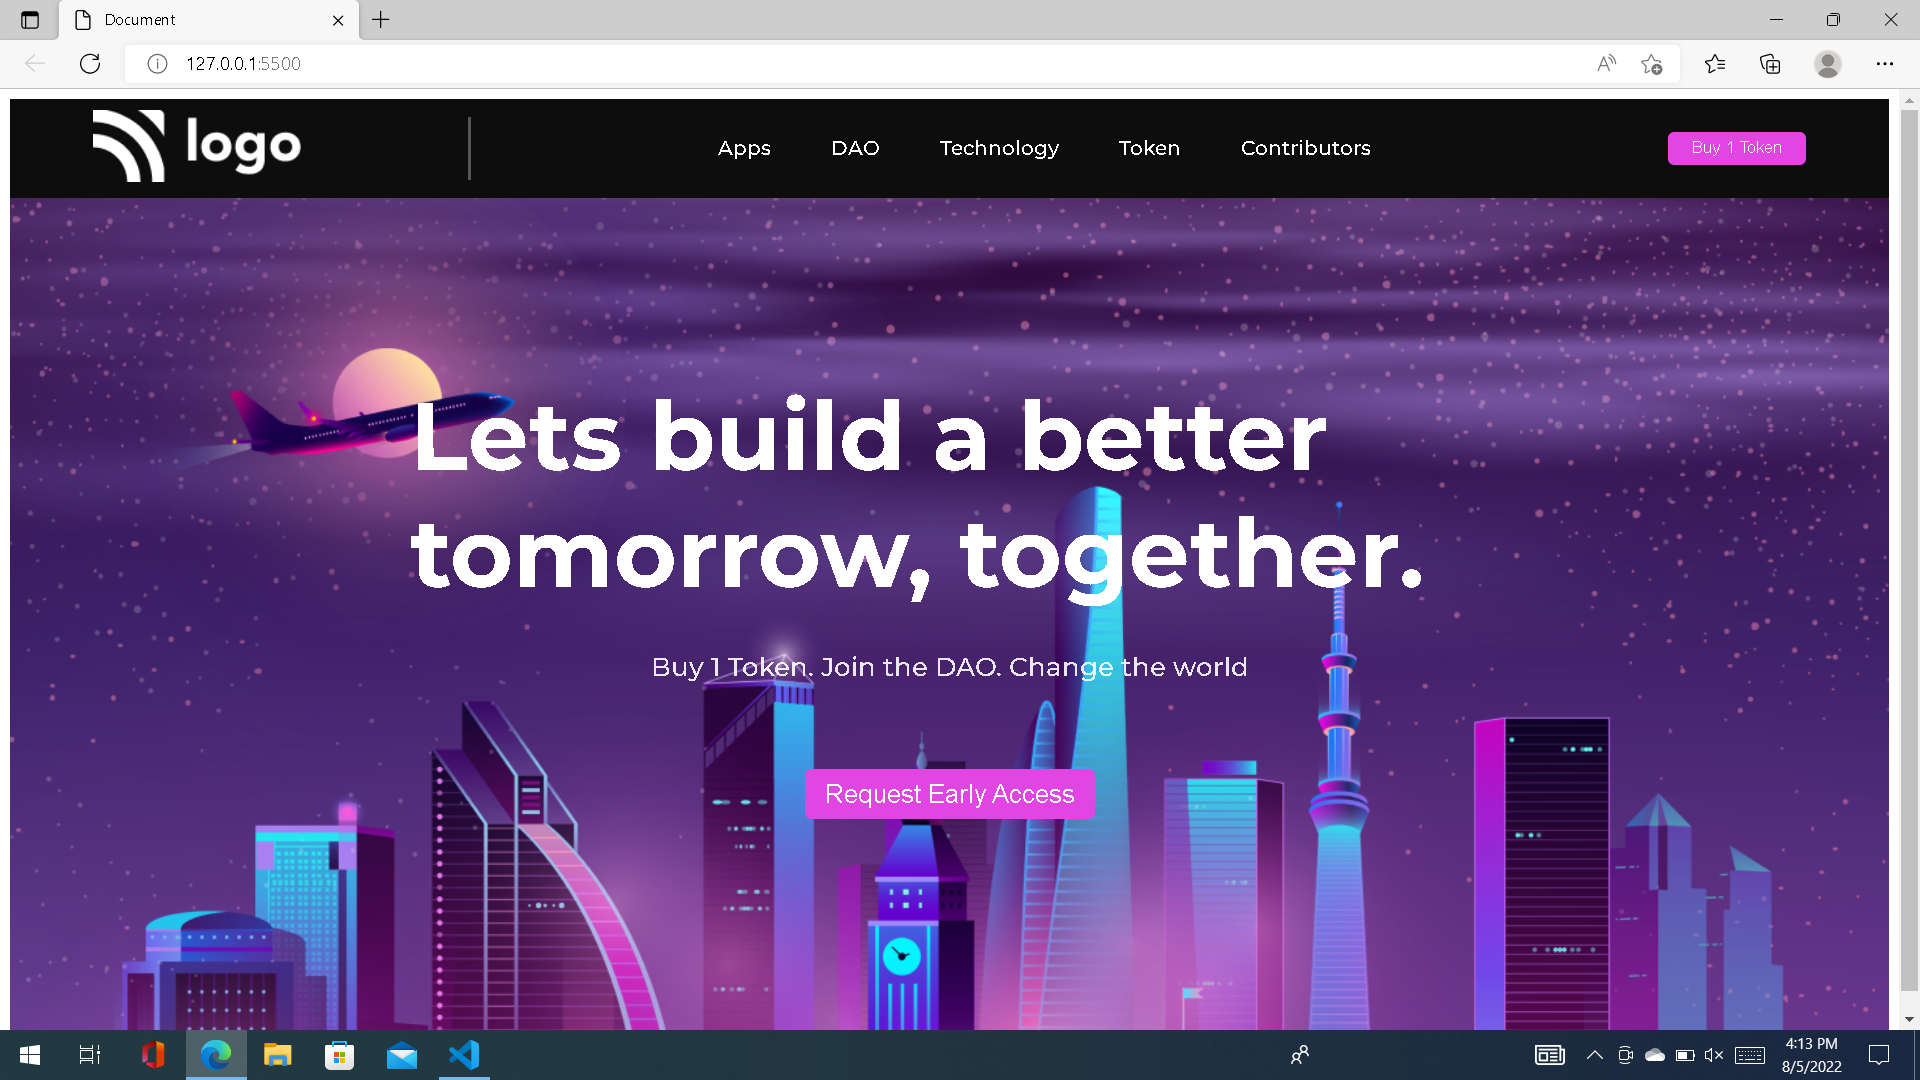 Document
127.0.0.1:5500
logo
Apps DAO Technology Token Contributors
Buy 1 Token
Lets build a better
tomorrow, together.
Buy 1 Token. Join the DAO. Change the world
Request Early Access
4:13 PM
8/5/2022